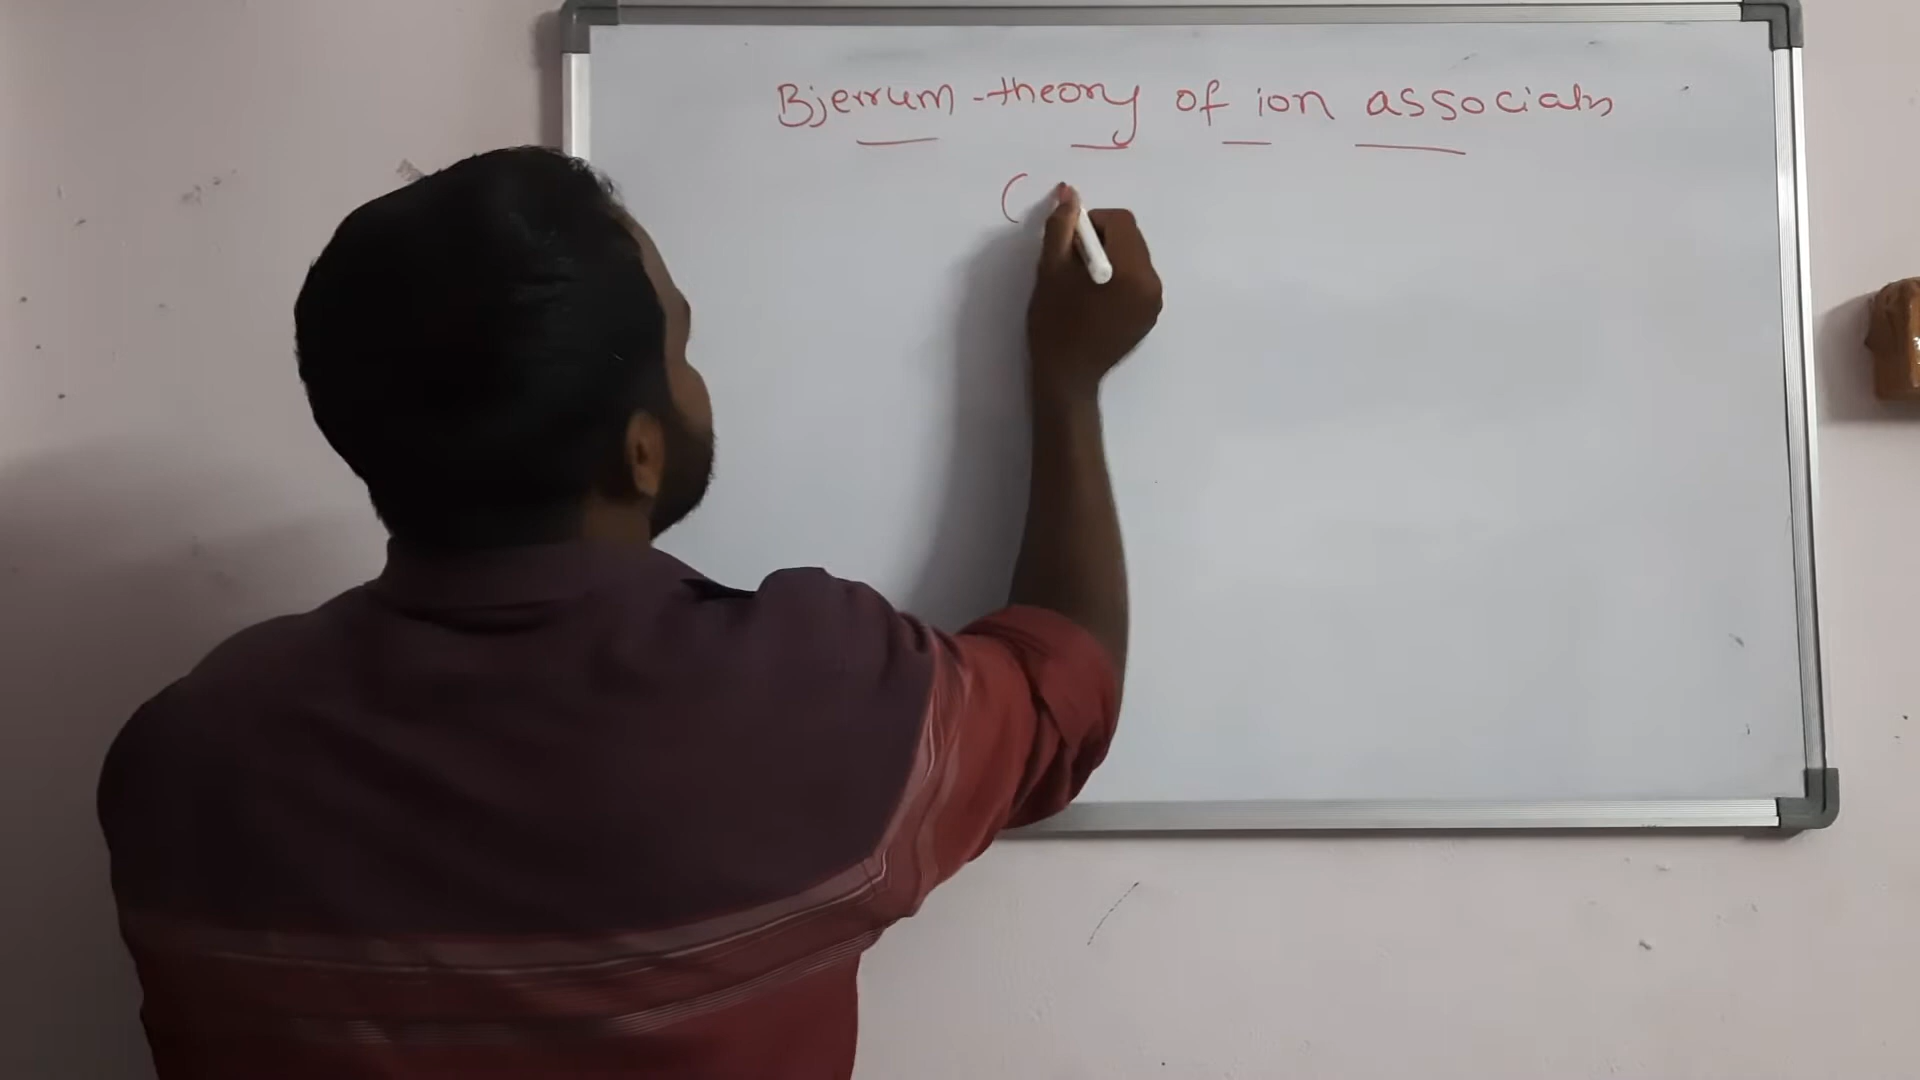 Bjerrum - theory of ion associatn
(